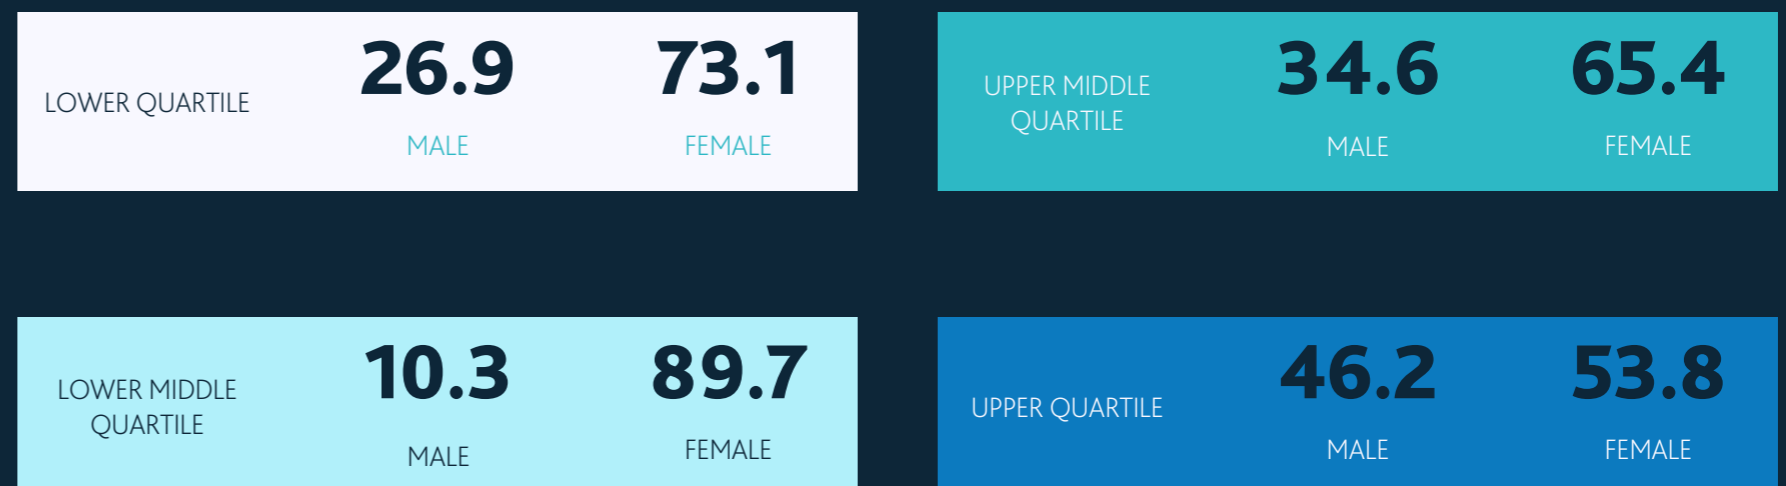 LOWER QUARTILE
26.9
MALE
73.1
FEMALE
UPPER MIDDLE
QUARTILE
34.6
MALE
65.4
FEMALE
LOWER MIDDLE
QUARTILE
10.3
MALE
89.7
FEMALE
UPPER QUARTILE
46.2
MALE
53.8
FEMALE